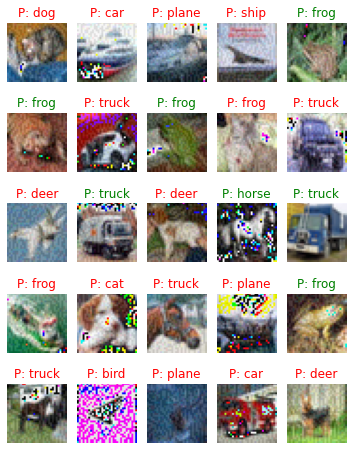 P: dog P: car P: plane P: ship P: frog
P: frog P: truck P: frog P: frog P: truck
P: deer P: truck P: deer P: horse P: truck
P: frog P: cat P: truck P: plane P: frog
P: truck P: bird P: plane P: car P: deer